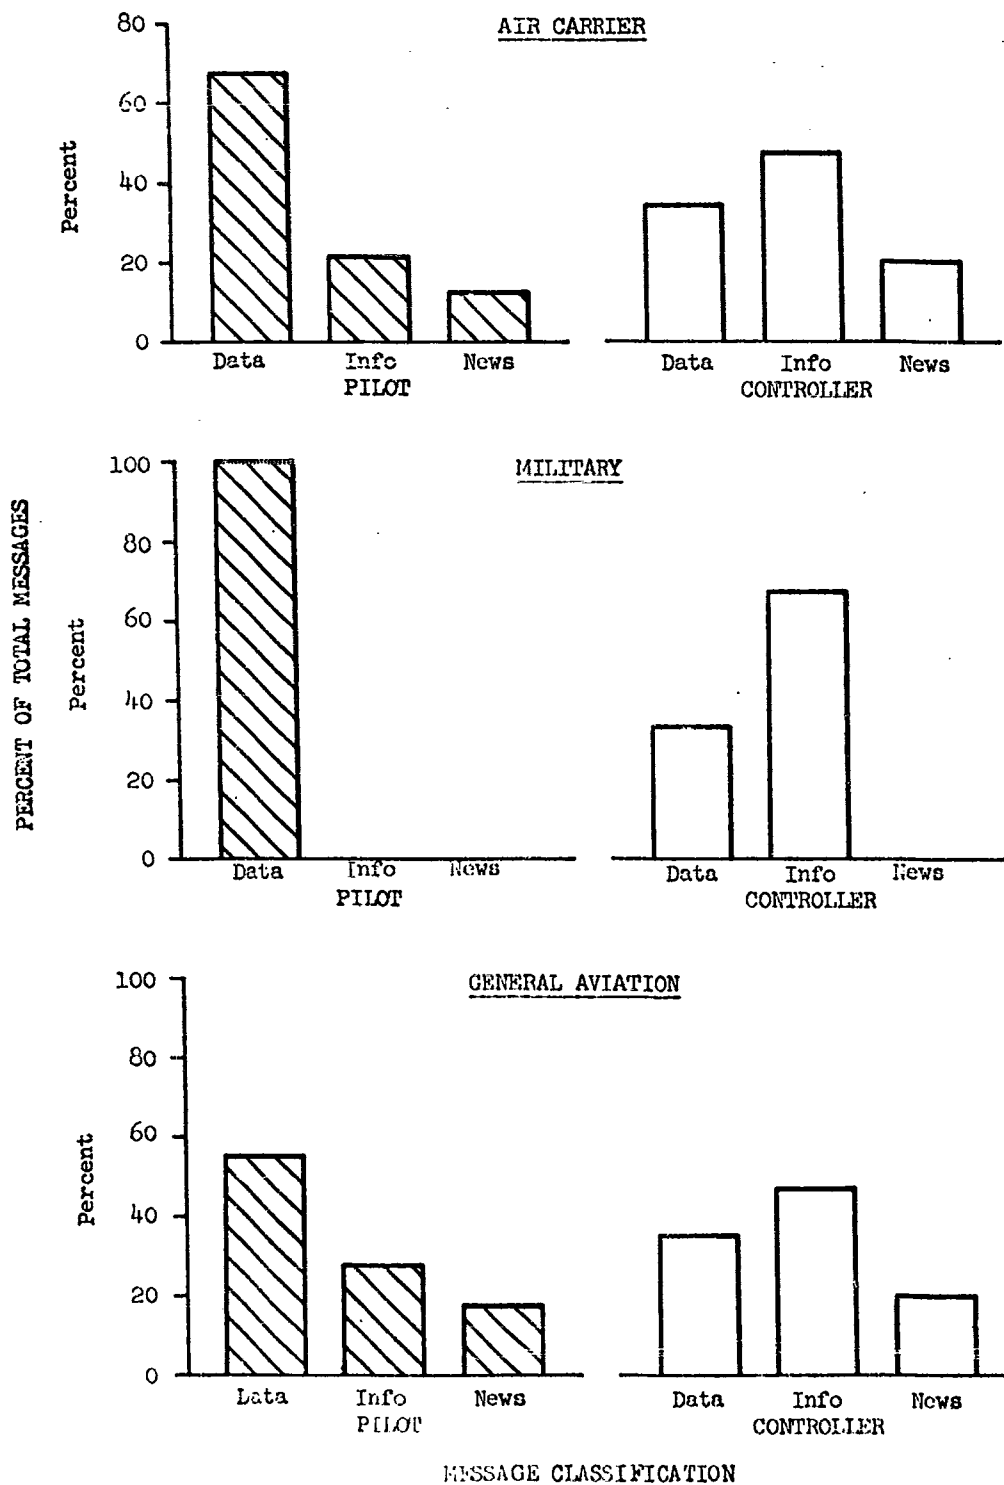 AIR CARRIER
80
60
40
20
0
Percent
Data Info News
PILOT
Data Info News
CONTROLLER
MILITARY
100
80
60
40
20
0
Percent
PERCENT OF TOTAL MESSAGES
Data Info News
PILOT
Data Info News
CONTROLLER
GENERAL AVIATION
100
80
60
40
20
0
Percent
Data Info News
PILOT
Data Info News
CONTROLLER
MESSAGE CLASSIFICATION